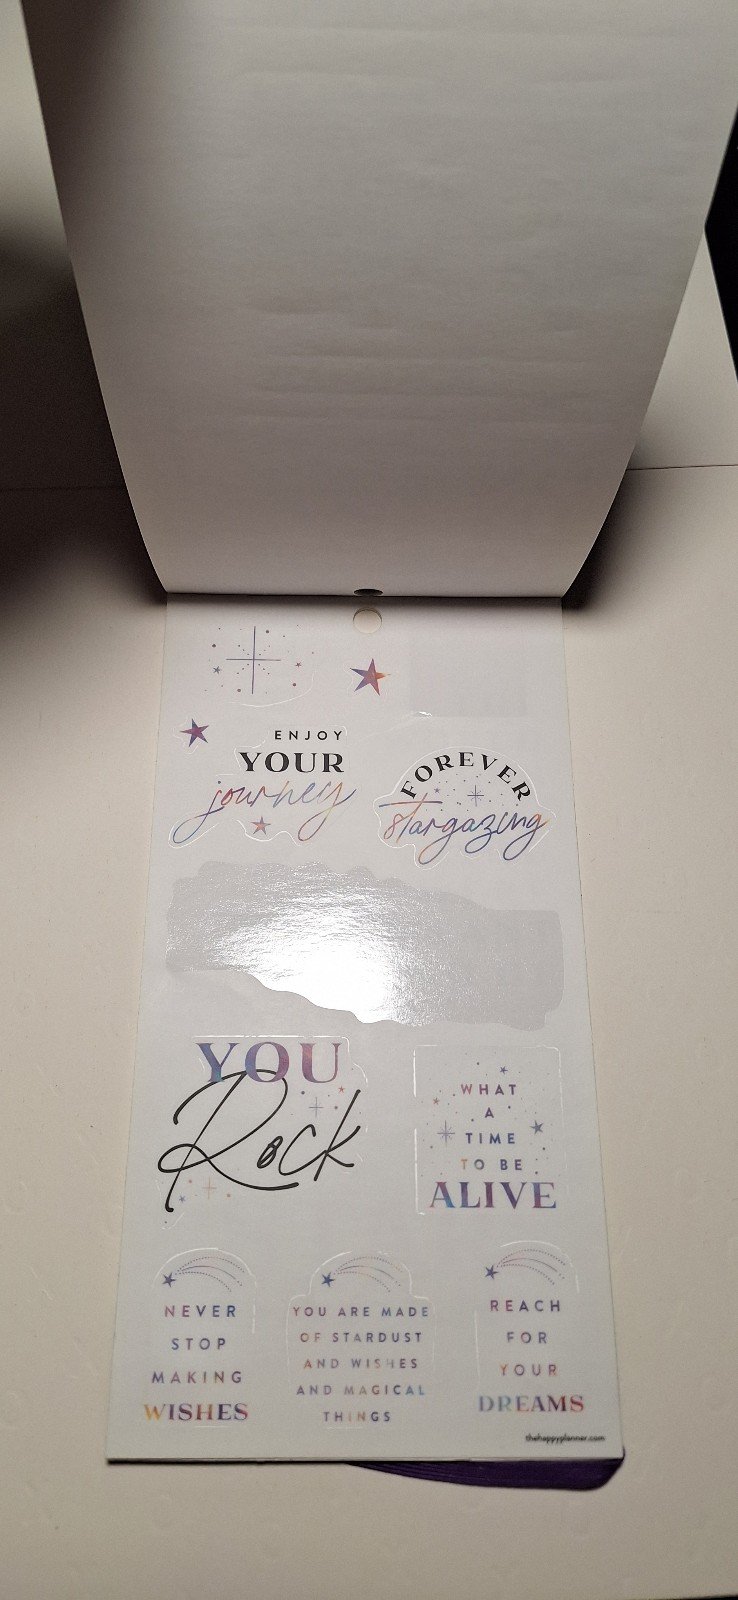 ENJOY
YOUR
journey
FOREVER
stargazing
YOU
Rock
WHAT
A
TIME
TO BE
ALIVE
NEVER
STOP
MAKING
WISHES
YOU ARE MADE
OF STARDUST
AND WISHES
AND MAGICAL
THINGS
REACH
FOR
YOUR
DREAMS
thehappyplanner.com